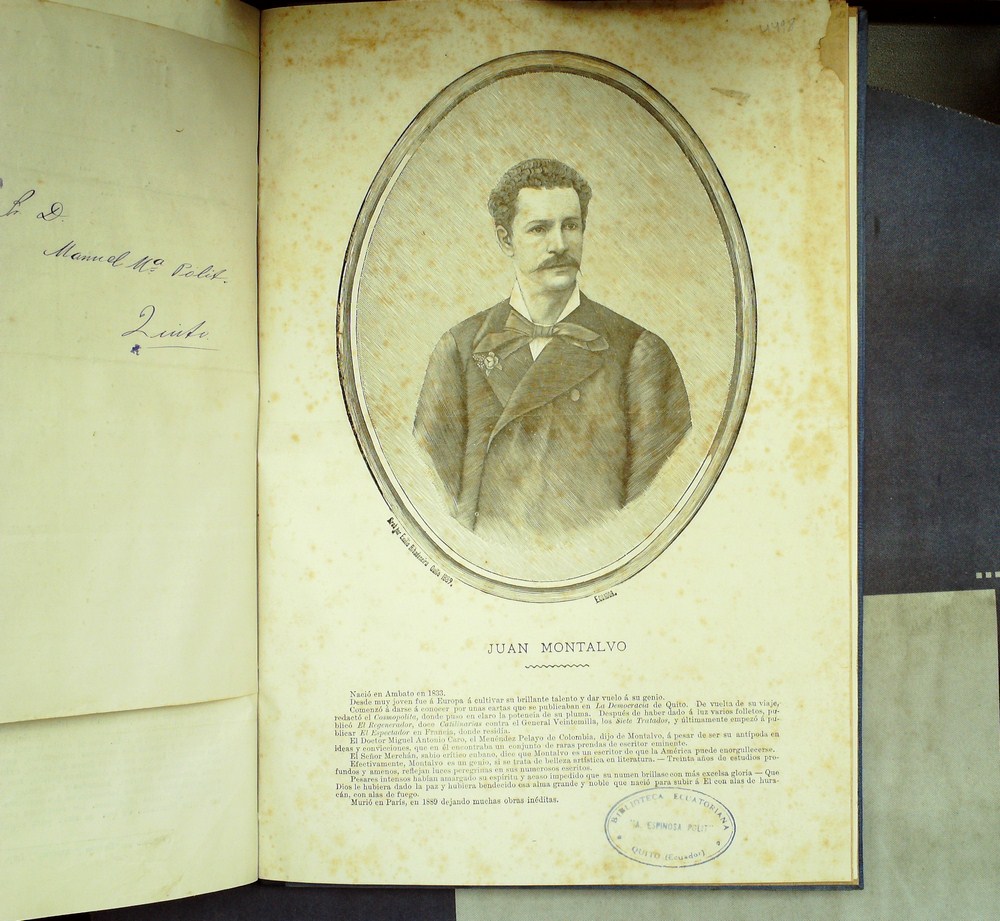 Sr. D.
Manuel Mª Polit.
Quito
Quito 1889.
JUAN MONTALVO
Nació en Ambato en 1833.
Desde muy joven fue á Europa á cultivar su brillante talento y dar vuelo á su genio.
Comenzó á darse á conocer por unas cartas que se publicaban en La Democracia de Quito. De vuelta de su viaje,
redactó el Cosmopolita, donde puso en claro la potencia de su pluma. Después de haber dado á luz varios folletos, pu-
blicó El Regenerador, doce Catilinarias contra el General Veintemilla, los Siete Tratados, y últimamente empezó á pu-
blicar El Espectador en Francia, donde residía.
El Doctor Miguel Antonio Caro, el Menéndez Pelayo de Colombia, dijo de Montalvo, á pesar de ser su antípoda en
ideas y convicciones, que en él encontraba un conjunto de raras prendas de escritor eminente.
El Señor Merchán, sabio crítico cubano, dice que Montalvo es un escritor de que la América puede enorgullecerse.
Efectivamente, Montalvo es un genio, si se trata de belleza artística en literatura. — Treinta años de estudios pro-
fundos y amenos, reflejan luces peregrinas en sus numerosos escritos.
Pesares intensos habían amargado su espíritu y acaso impedido que su numen brillase con más excelsa gloria — Que
Dios le hubiera dado la paz y hubiera bendecido esa alma grande y noble que nació para subir á El con alas de hura-
cán, con alas de fuego.
Murió en París, en 1889 dejando muchas obras inéditas.
BIBLIOTECA ECUATORIANA
"A. ESPINOSA POLIT"
QUITO (Ecuador)